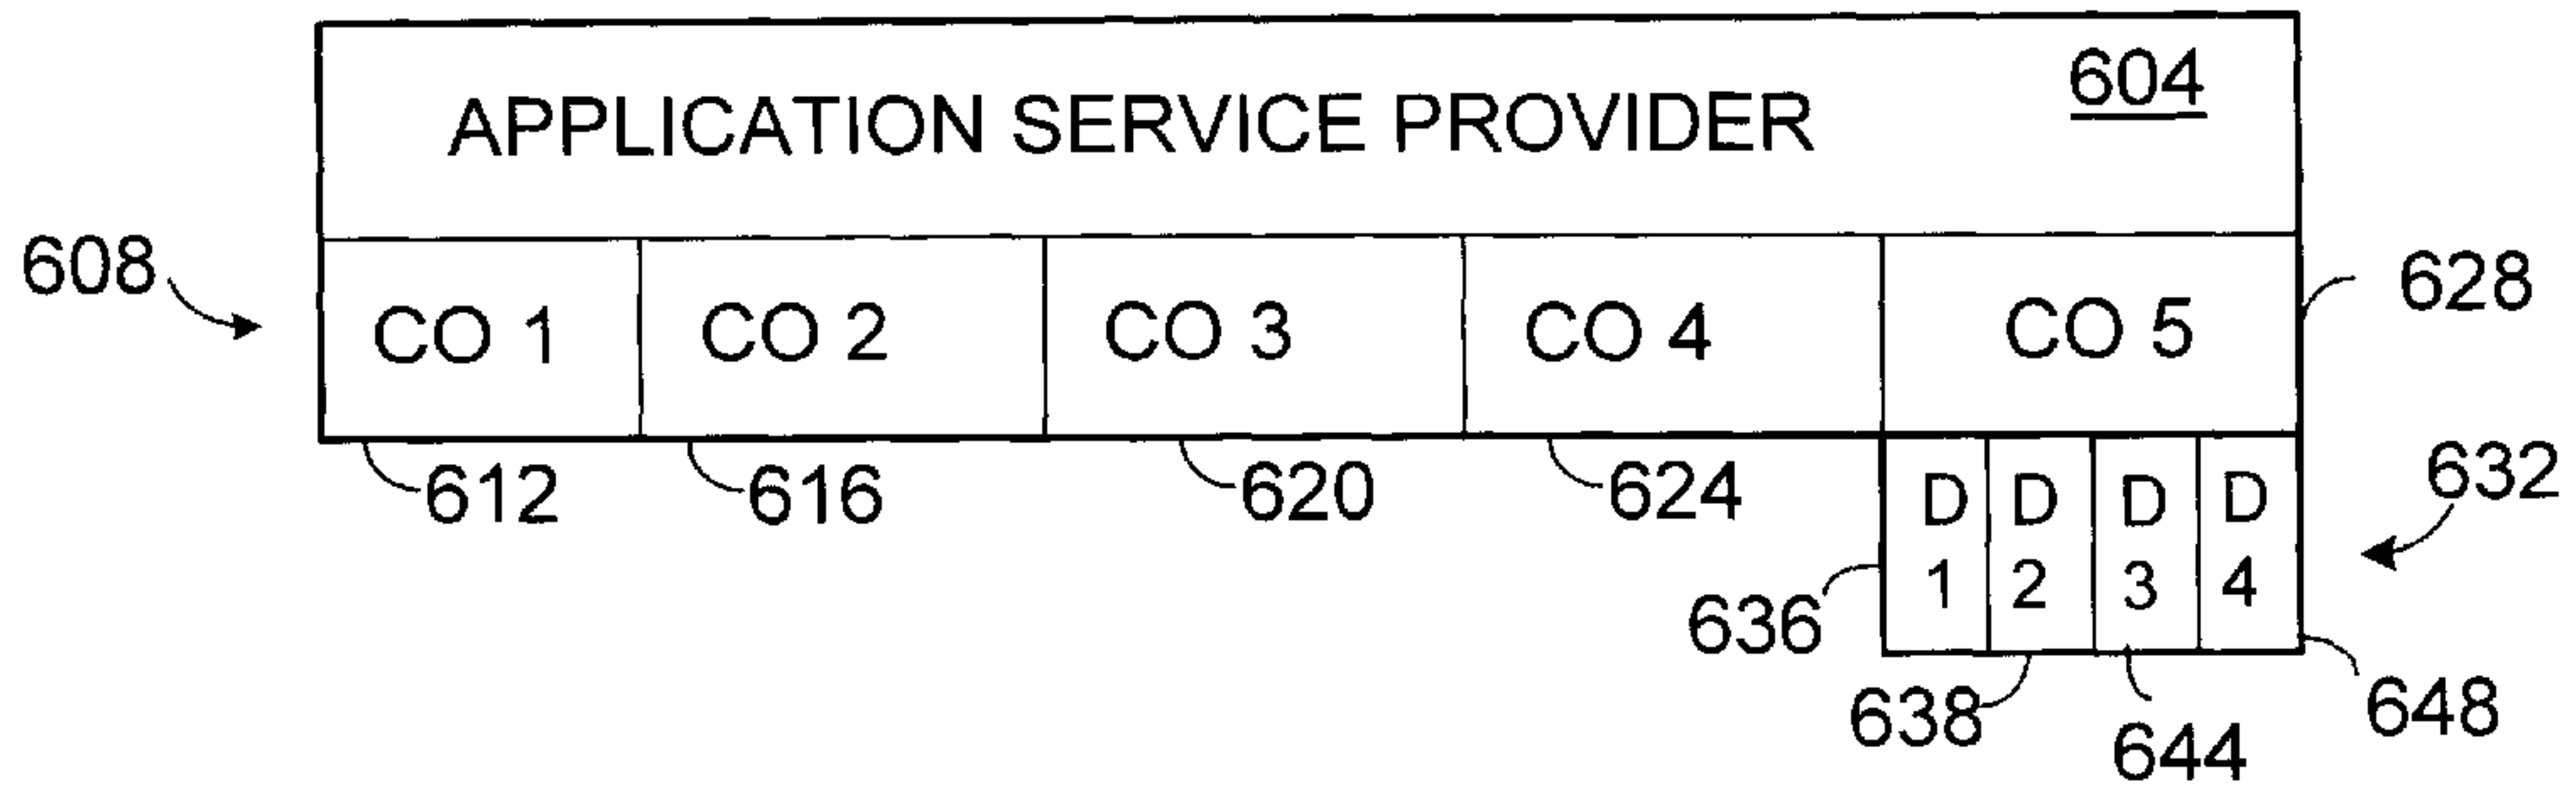 604
APPLICATION SERVICE PROVIDER
608
CO 1 CO 2 CO 3 CO 4 CO 5
628
612 616 620 624
632
D D D D
1 2 3 4
636
638
644
648